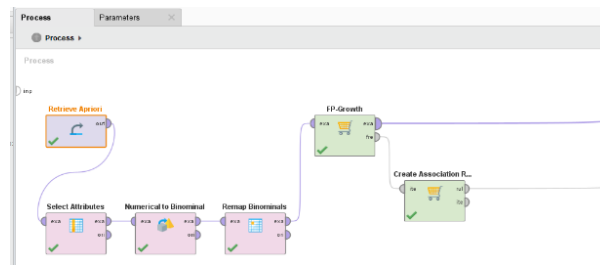 Process
Parameters
Process
Process
inp
Retrieve Apriori
out
FP-Growth
exa
exa
fre
Create Association R...
ite
rul
ite
Select Attributes
exa
exa
ori
Numerical to Binominal
exa
exa
ori
Remap Binominals
exa
exa
ori